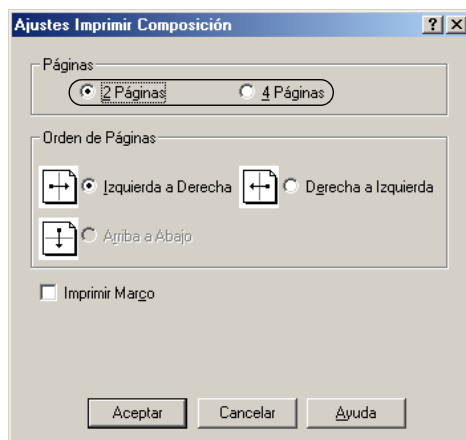 Ajustes Imprimir Composición
Páginas
2 Páginas 4 Páginas
Orden de Páginas
Izquierda a Derecha Derecha a Izquierda
Arriba a Abajo
Imprimir Marco
Aceptar Cancelar Ayuda